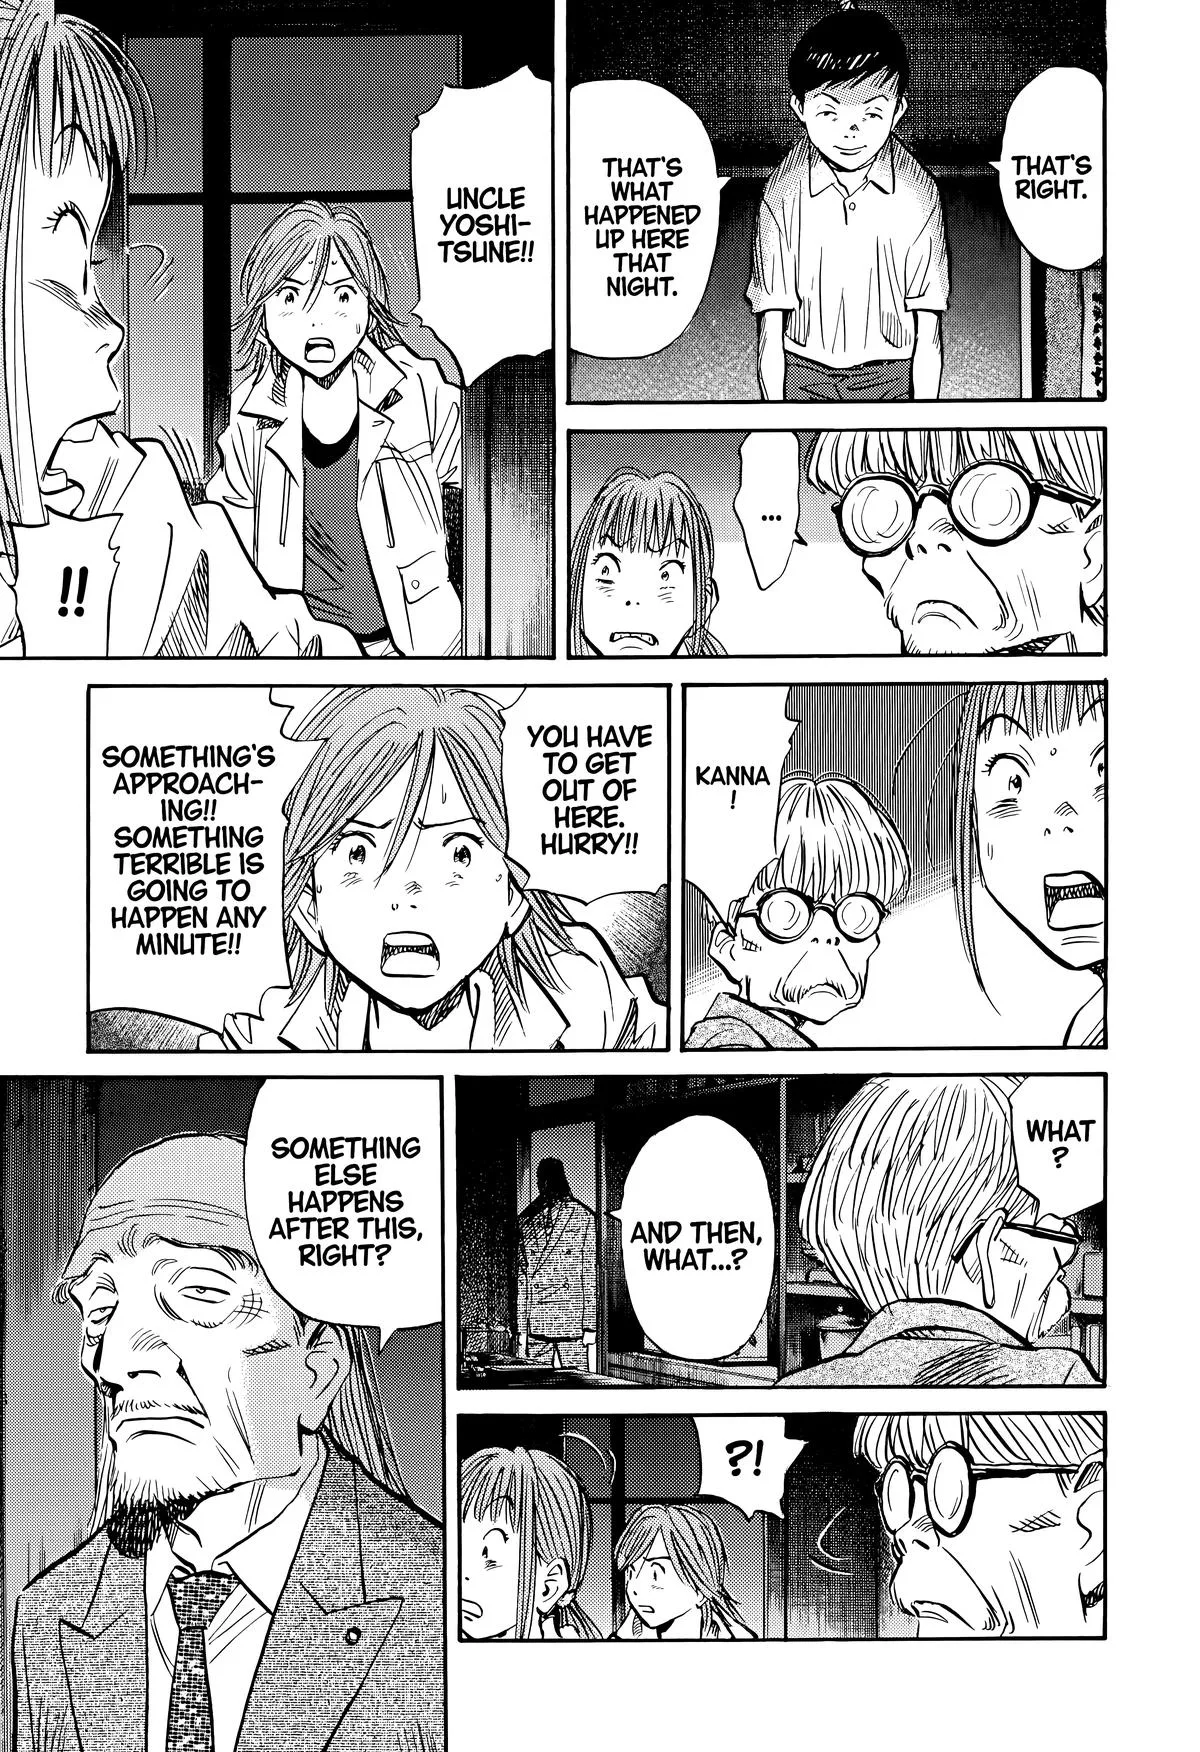 THAT'S
RIGHT.
THAT'S
WHAT
HAPPENED
UP HERE
THAT
NIGHT.
...
UNCLE
YOSHI-
TSUNE!!
!!
KANNA
!
YOU HAVE
TO GET
OUT OF
HERE.
HURRY!!
SOMETHING'S
APPROACH-
ING!!
SOMETHING
TERRIBLE IS
GOING TO
HAPPEN ANY
MINUTE!!
WHAT
?
AND THEN,
WHAT...?
?!
SOMETHING
ELSE
HAPPENS
AFTER THIS,
RIGHT?